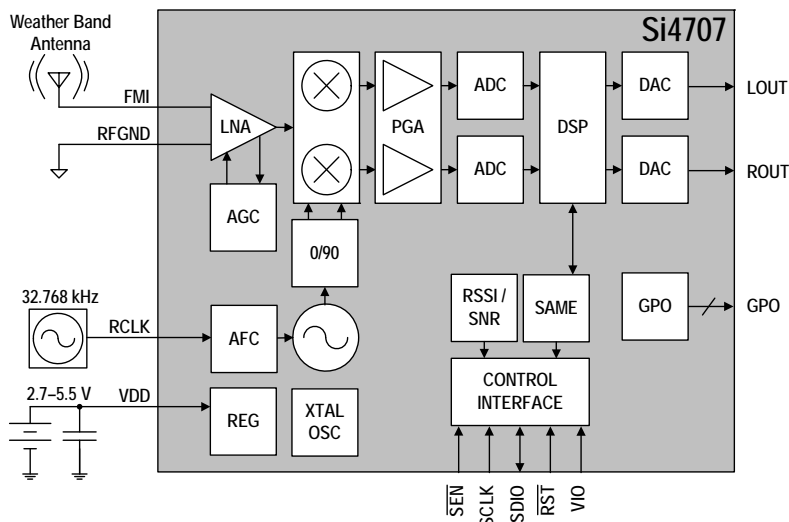 Weather Band
Antenna
Si4707
FMI
RFGND
LNA
PGA
ADC
ADC
DSP
DAC
DAC
LOUT
ROUT
AGC
0/90
32.768 kHz
RCLK
AFC
RSSI /
SNR
SAME
GPO
GPO
2.7–5.5 V
VDD
REG
XTAL
OSC
CONTROL
INTERFACE
SEN
SCLK
SDIO
RST
VIO